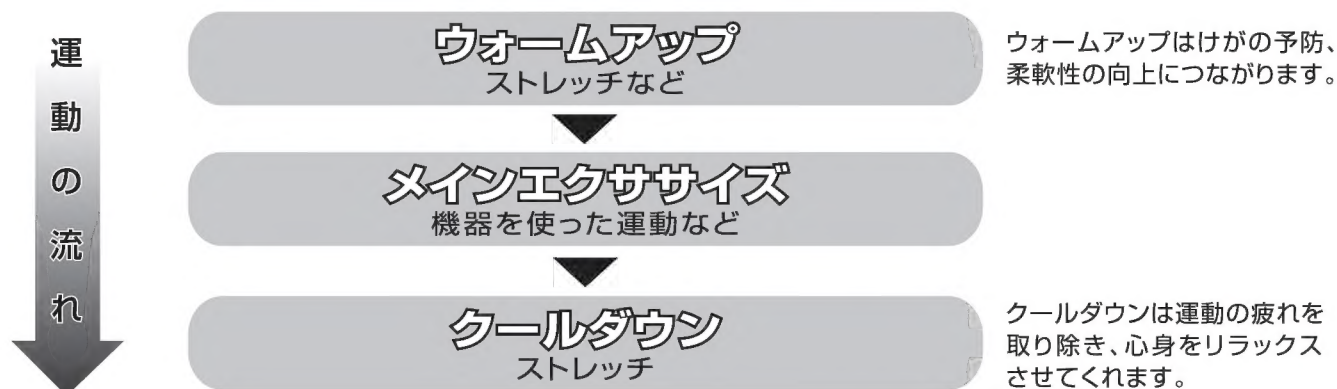 運動の流れ
ウォームアップ
ストレッチなど
ウォームアップはけがの予防、
柔軟性の向上につながります。
メインエクササイズ
機器を使った運動など
クールダウン
ストレッチ
クールダウンは運動の疲れを
取り除き、心身をリラックス
させてくれます。